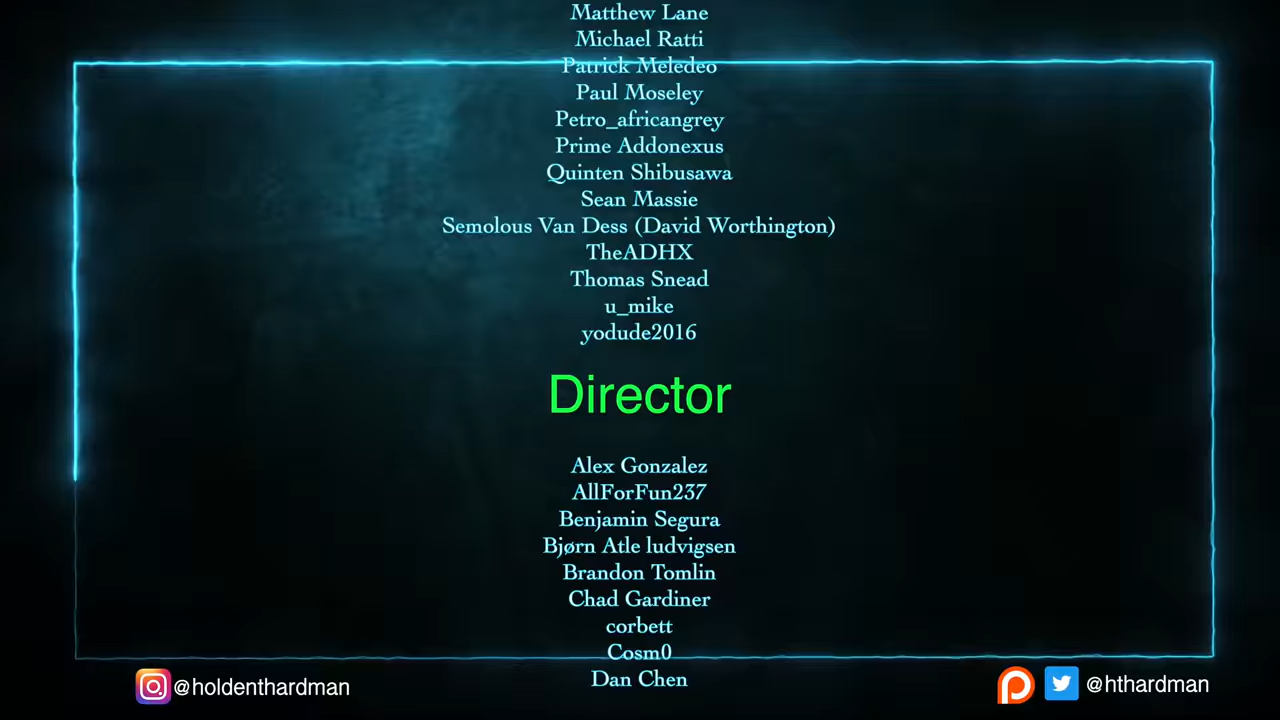 Matthew Lane
Michael Ratti
Patrick Meledeo
Paul Moseley
Petro_africangrey
Prime Addonexus
Quinten Shibusawa
Sean Massie
Semolous Van Dess (David Worthington)
TheADHX
Thomas Snead
u_mike
yodude2016
Director
Alex Gonzalez
AllForFun237
Benjamin Segura
Bjørn Atle ludvigsen
Brandon Tomlin
Chad Gardiner
corbett
Cosm0
Dan Chen
@holdenthardman
@hthardman